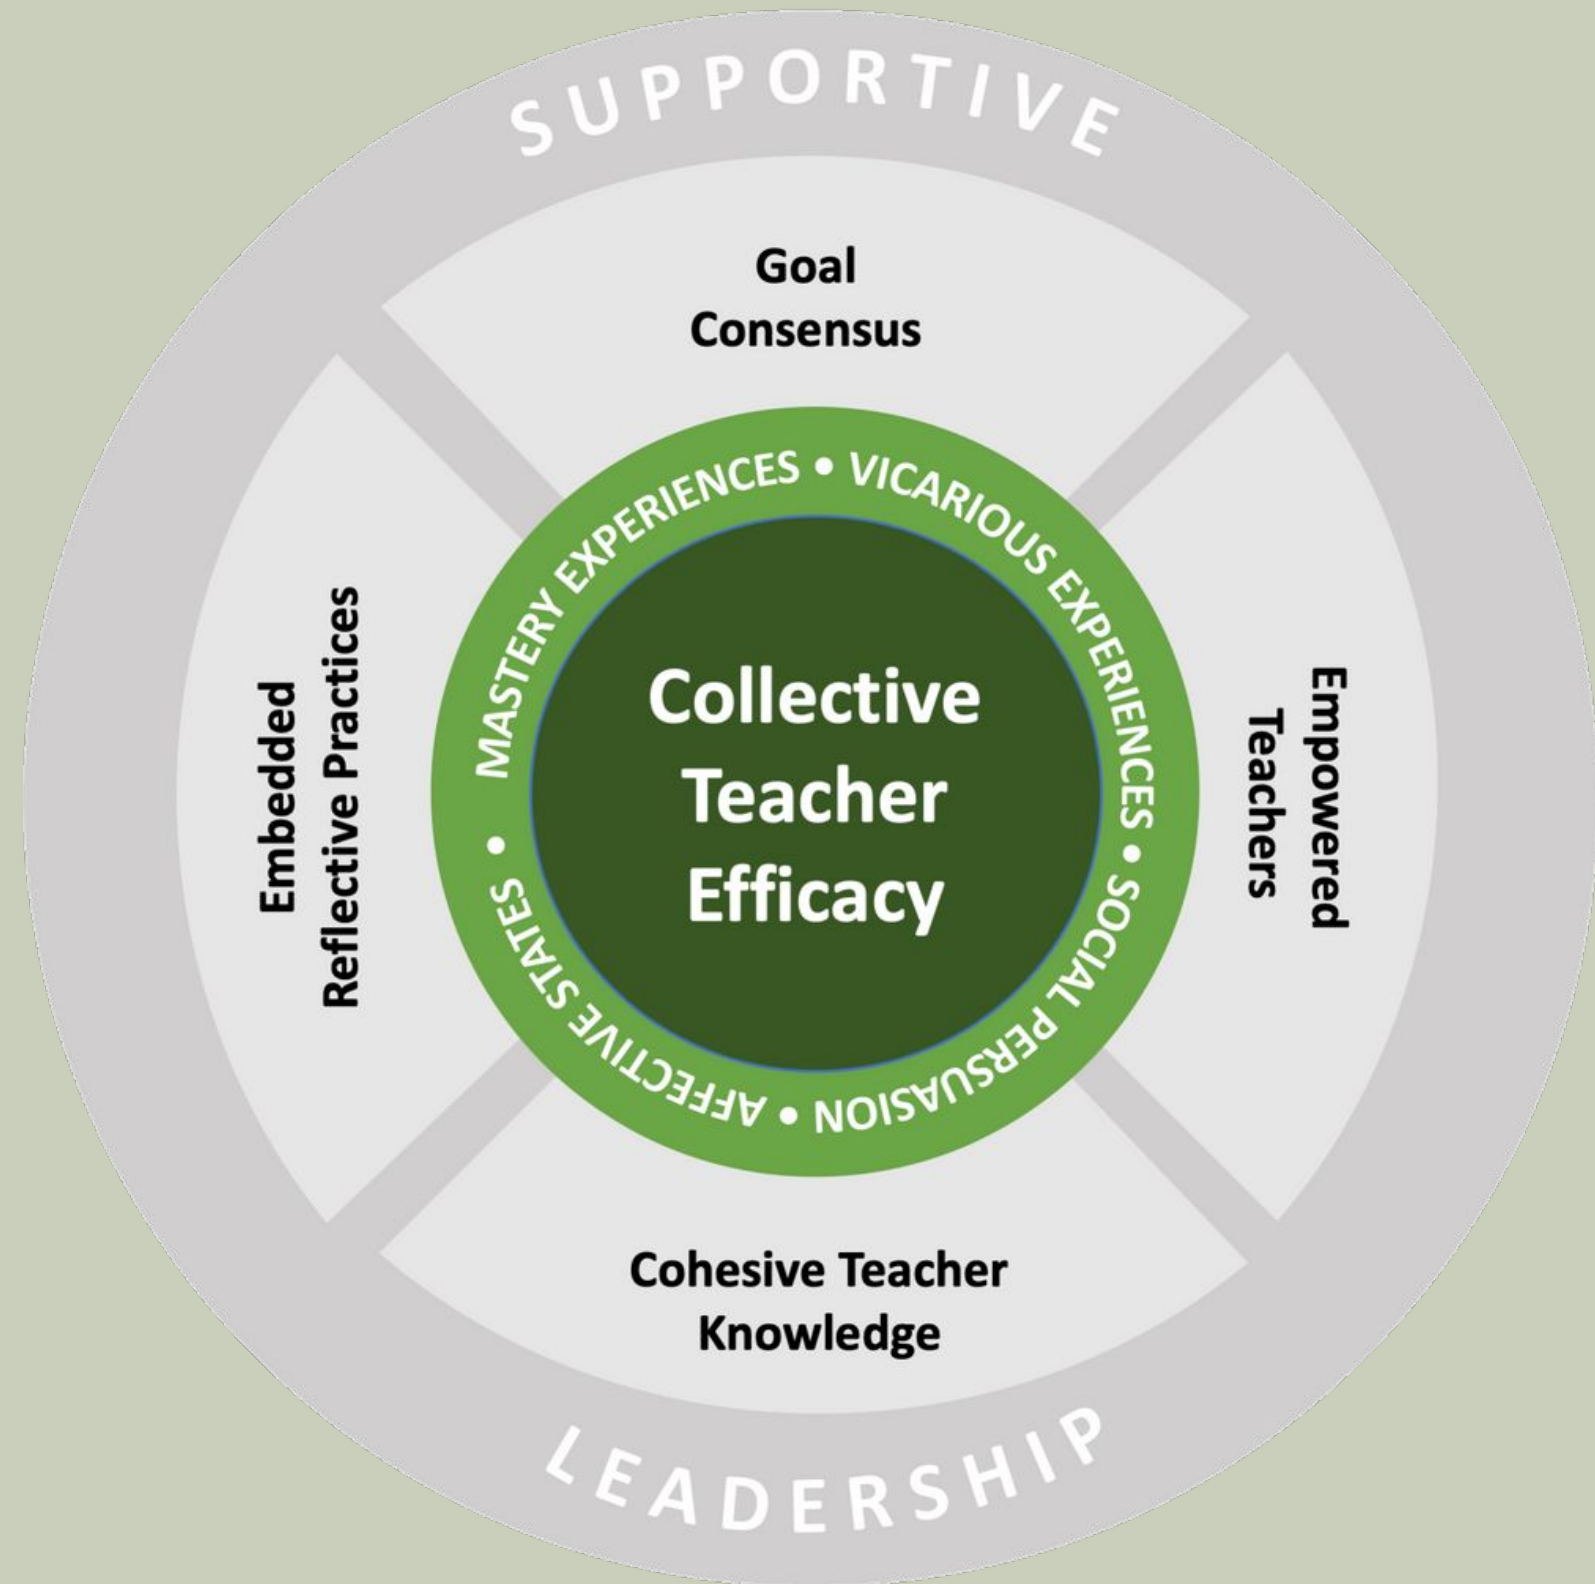 SUPPORTIVE
Goal
Consensus
MASTERY EXPERIENCES • VICARIOUS EXPERIENCES • SOCIAL PERSUASION • AFFECTIVE STATES •
Collective
Teacher
Efficacy
Embedded
Reflective Practices
Empowered
Teachers
Cohesive Teacher
Knowledge
LEADERSHIP